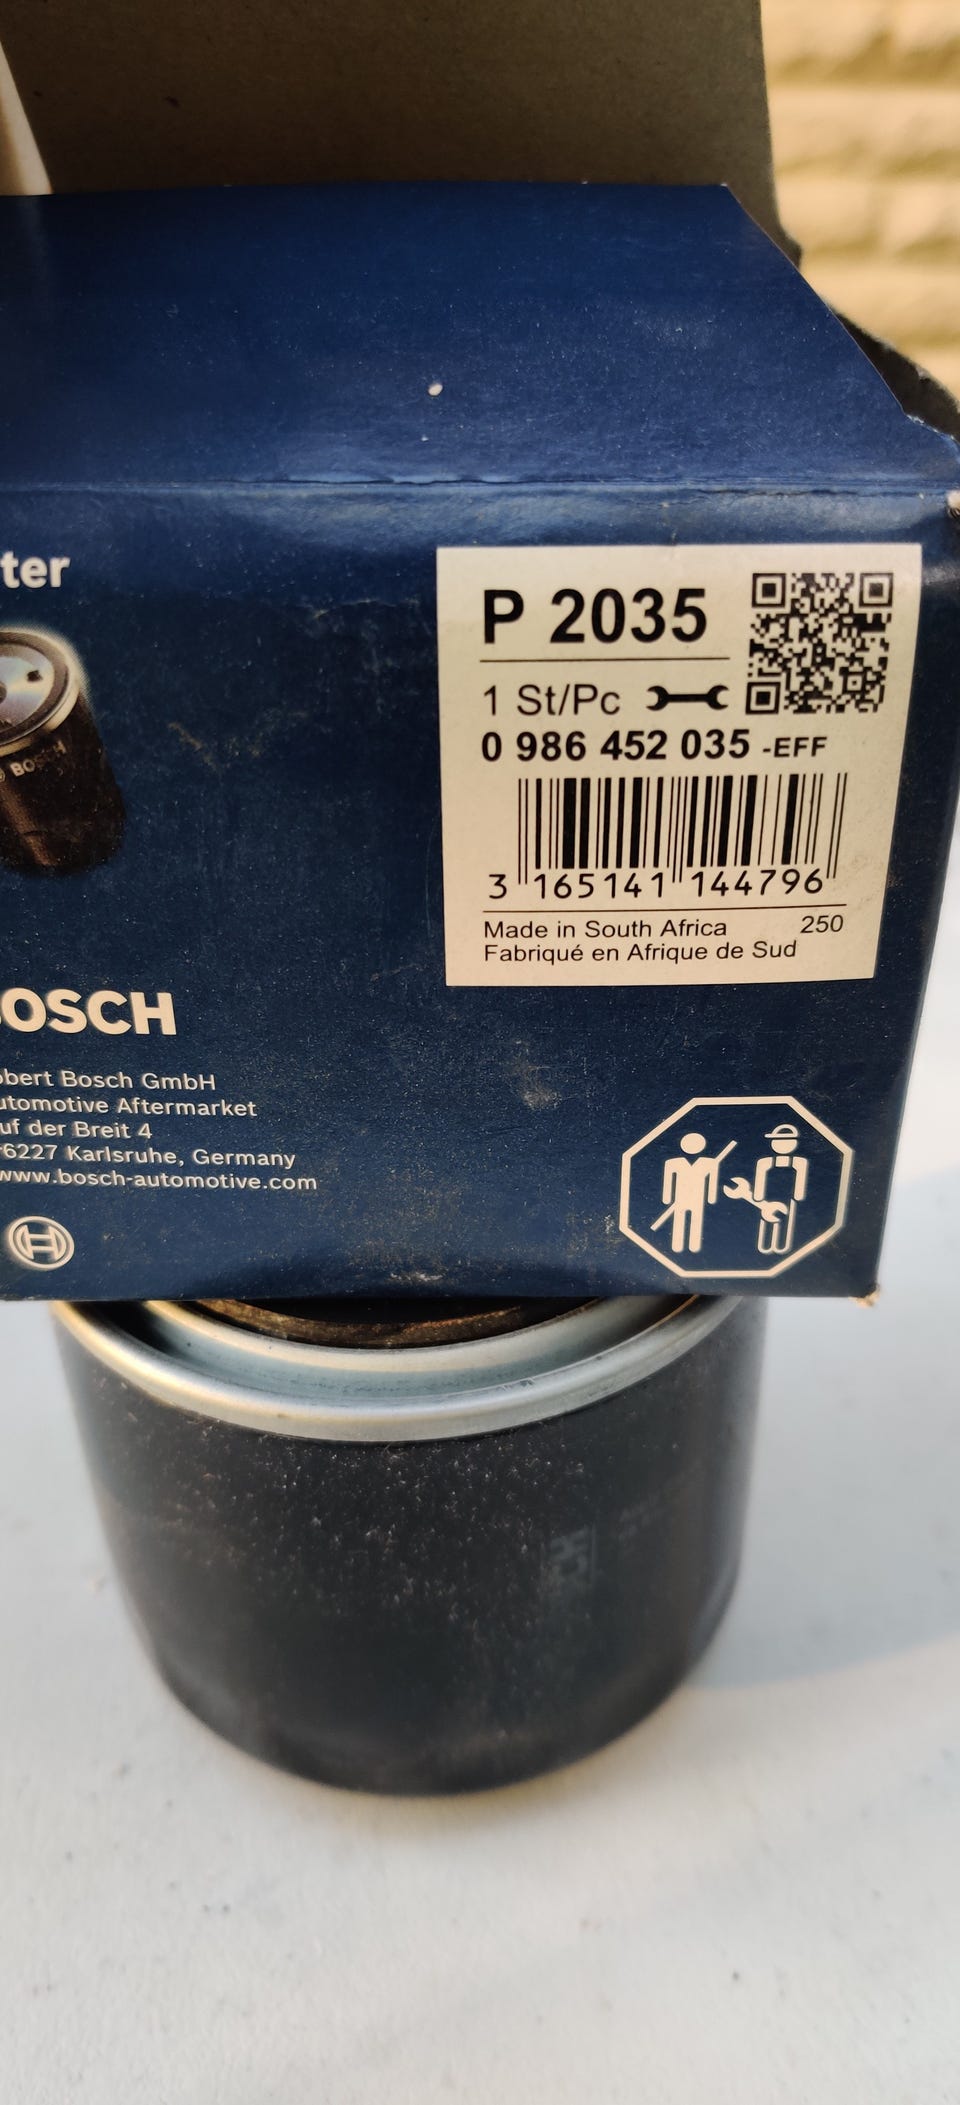 ter
BOSCH
P 2035
1 St/Pc
0 986 452 035 -EFF
3 165141 144796
Made in South Africa 250
Fabriqué en Afrique de Sud
BOSCH
obert Bosch GmbH
utomotive Aftermarket
uf der Breit 4
6227 Karlsruhe, Germany
www.bosch-automotive.com